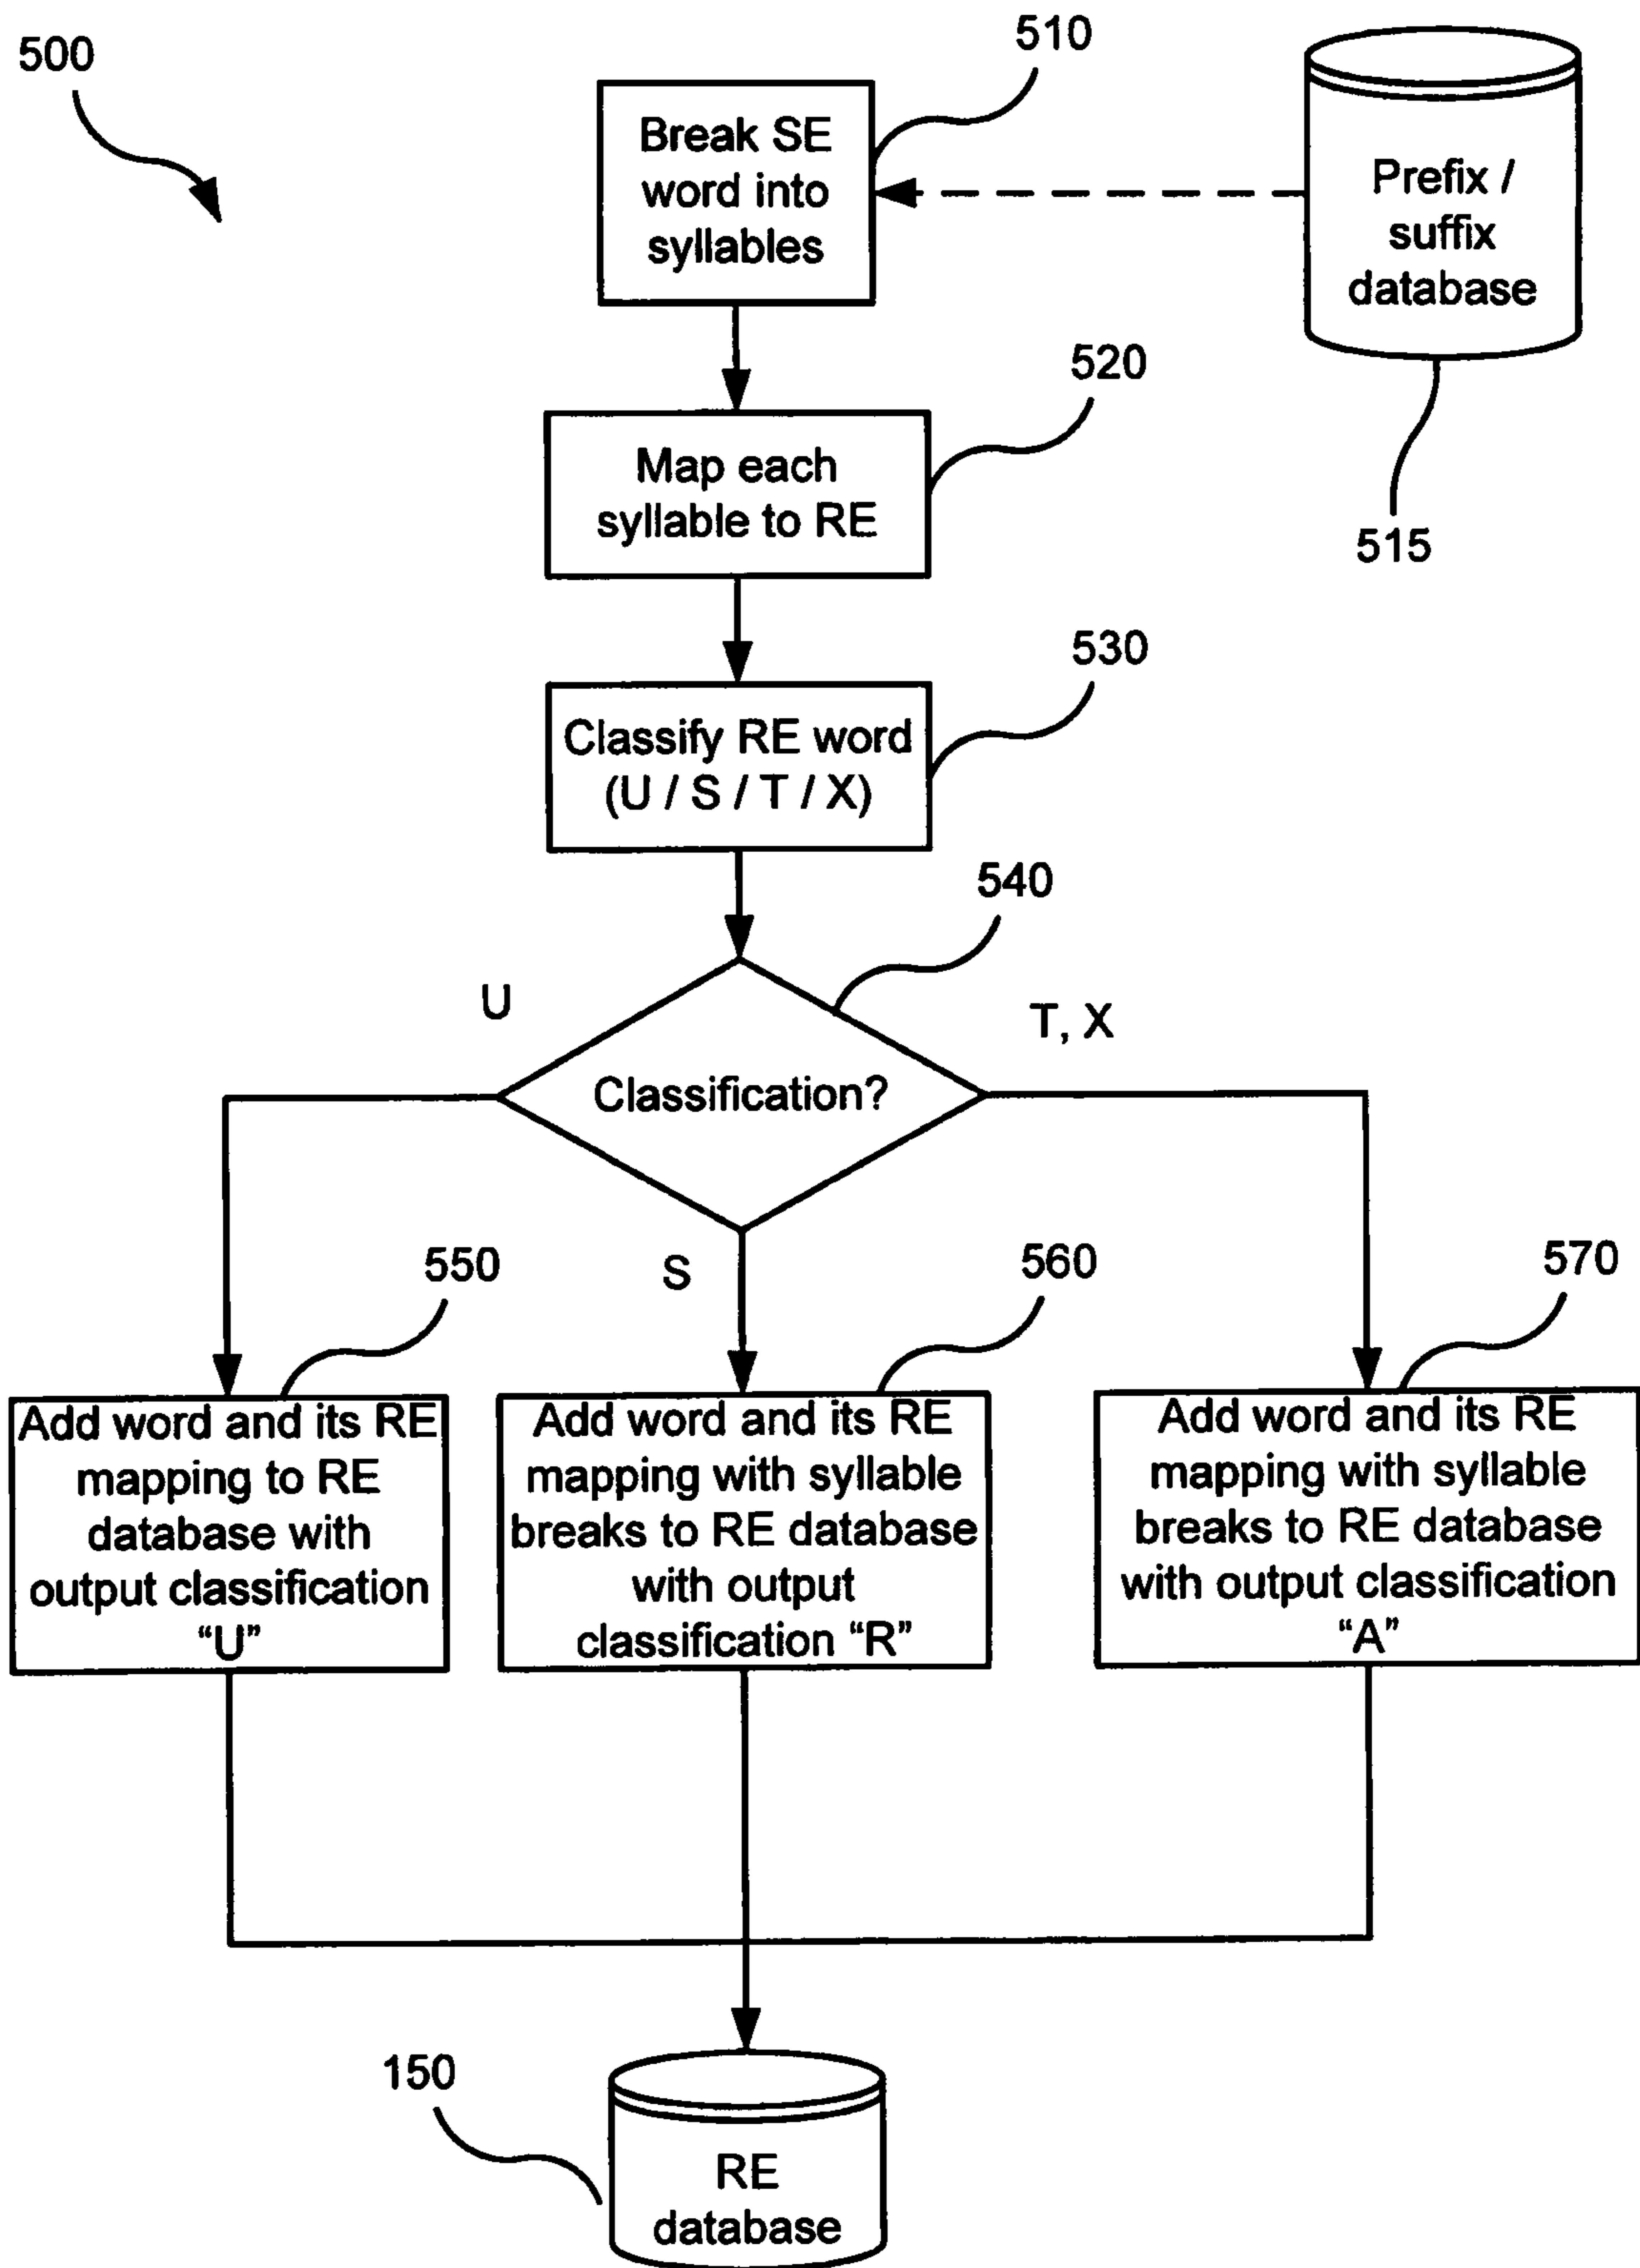 500
510
Break SE
word into
syllables
Prefix /
suffix
database
515
520
Map each
syllable to RE
530
Classify RE word
(U / S / T / X)
540
U
T, X
Classification?
S
550
560
570
Add word and its RE
mapping to RE
database with
output classification
“U”
Add word and its RE
mapping with syllable
breaks to RE database
with output
classification “R”
Add word and its RE
mapping with syllable
breaks to RE database
with output classification
“A”
150
RE
database